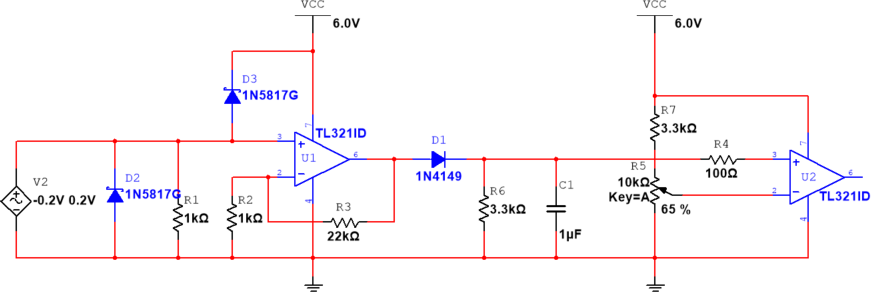 VCC
6.0V
VCC
6.0V
D3
1N5817G
7
TL321ID
3
U1
6
2
4
D1
1N4149
R7
3.3kΩ
R4
100Ω
3
7
U2
6
2
4
TL321ID
V2
-0.2V 0.2V
D2
1N5817G
R1
1kΩ
R2
1kΩ
R3
22kΩ
R6
3.3kΩ
C1
1µF
R5
10kΩ
Key=A
65 %